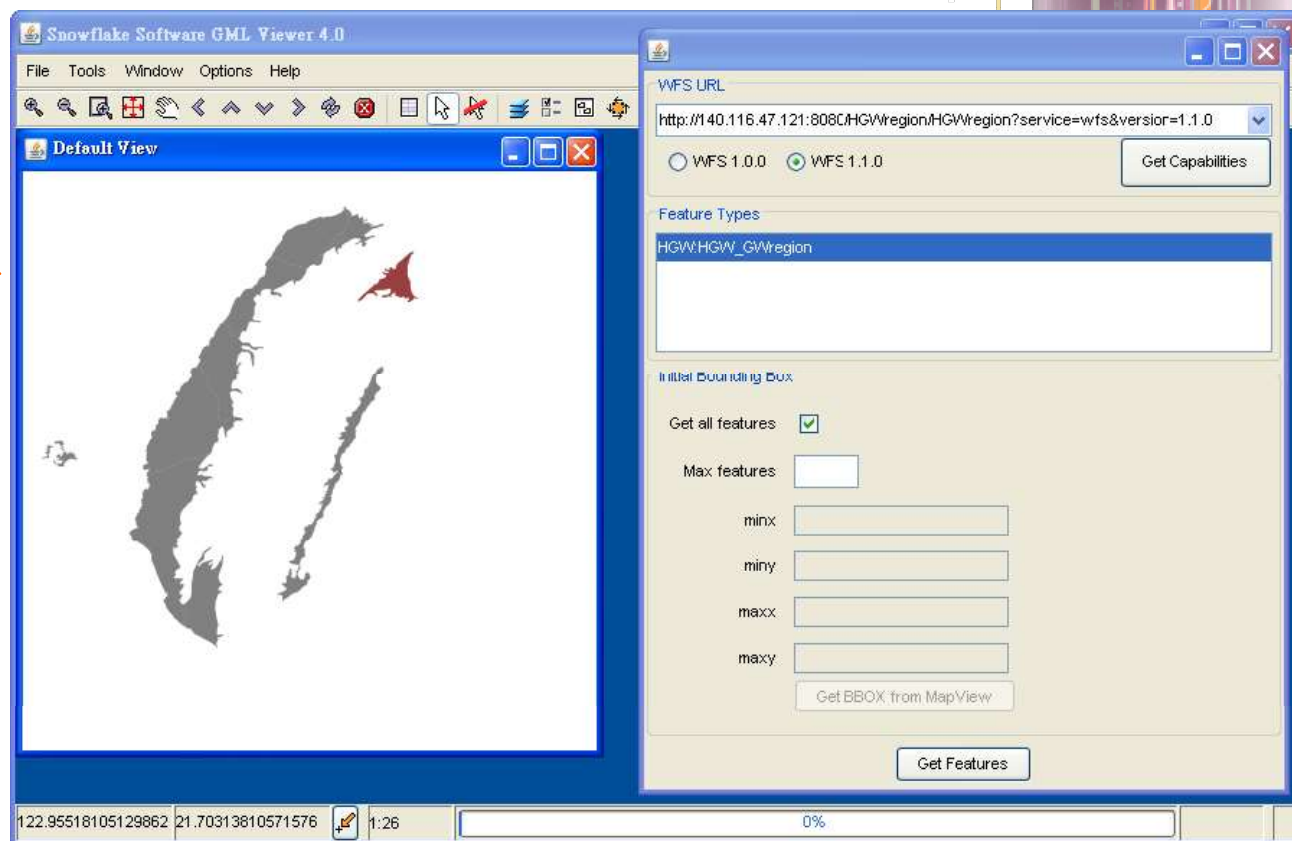 Snowflake Software GML Viewer 4.0
File Tools Window Options Help
Default View
WFS URL
http://140.116.47.121:8080/HGWregion/HGWregion?service=wfs&version=1.1.0
WFS 1.0.0 WFS 1.1.0 Get Capabilities
Feature Types
HGW:HGW_GWregion
Initial Bounding Box
Get all features
Max features
minx
miny
maxx
maxy
Get BBOX from MapView
Get Features
122.95518105129862 21.70313810571576 1:26 0%